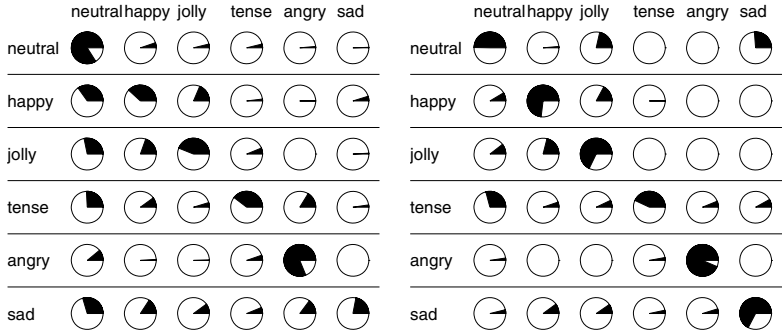 neutral happy jolly tense angry sad neutral happy jolly tense angry sad
neutral neutral
happy happy
jolly jolly
tense tense
angry angry
sad sad